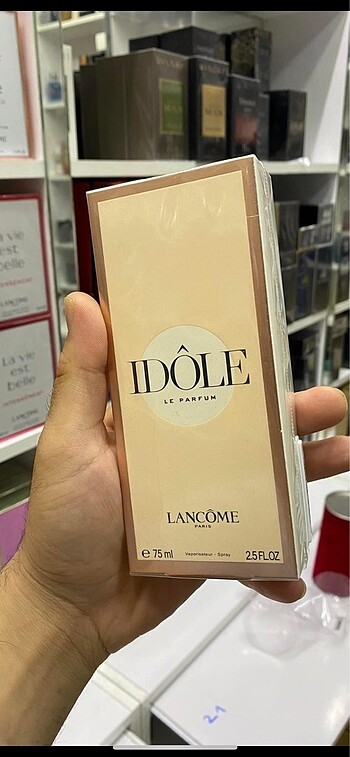 IDÔLE
LE PARFUM
LANCÔME
PARIS
e 75 ml
Vaporisateur - Spray
2.5 FL.OZ
La vie
est
belle
La vie
est
belle
21